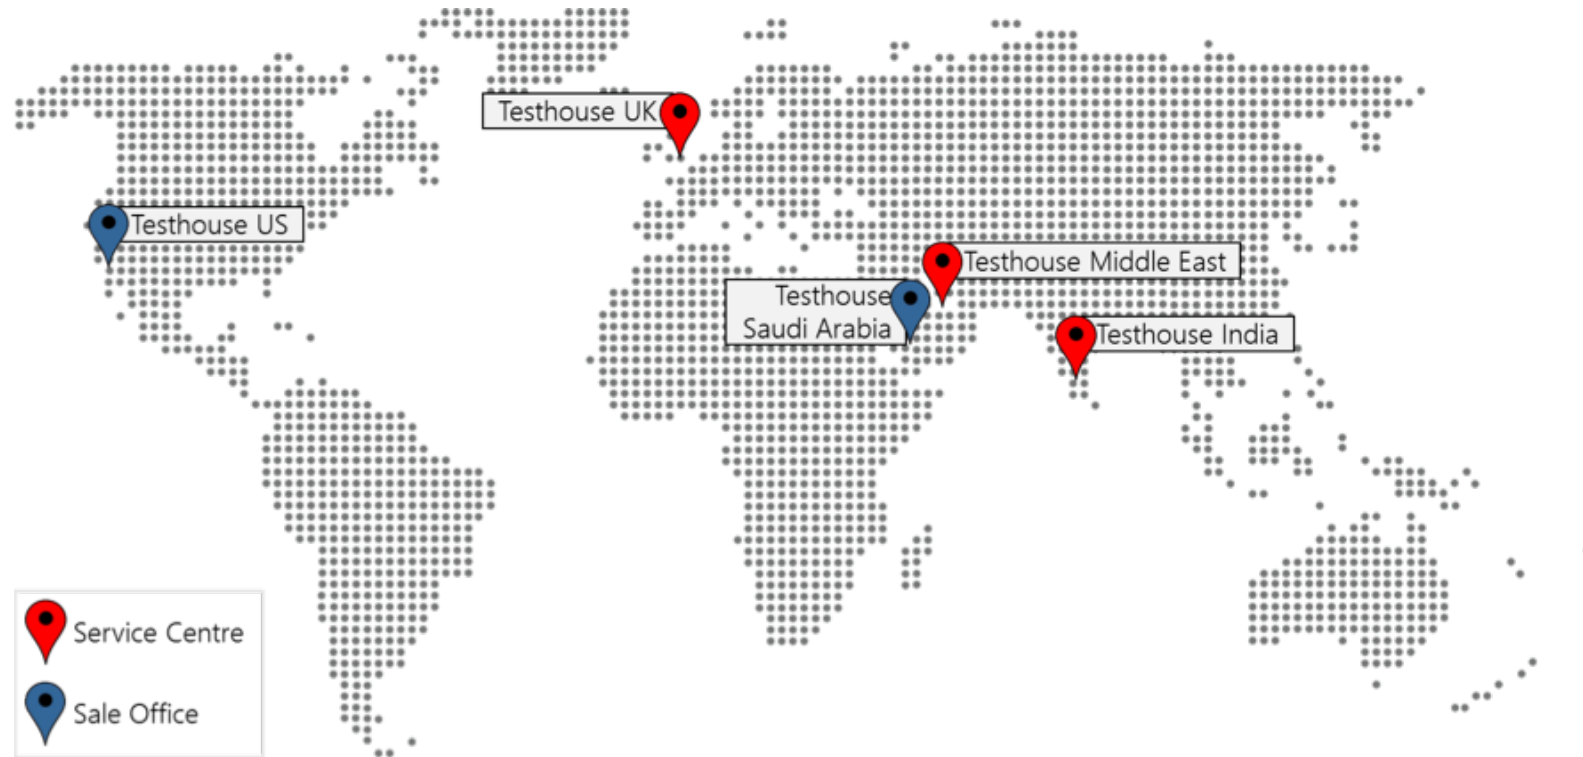 Testhouse UK
Testhouse US
Testhouse Middle East
Testhouse
Saudi Arabia
Testhouse India
Service Centre
Sale Office